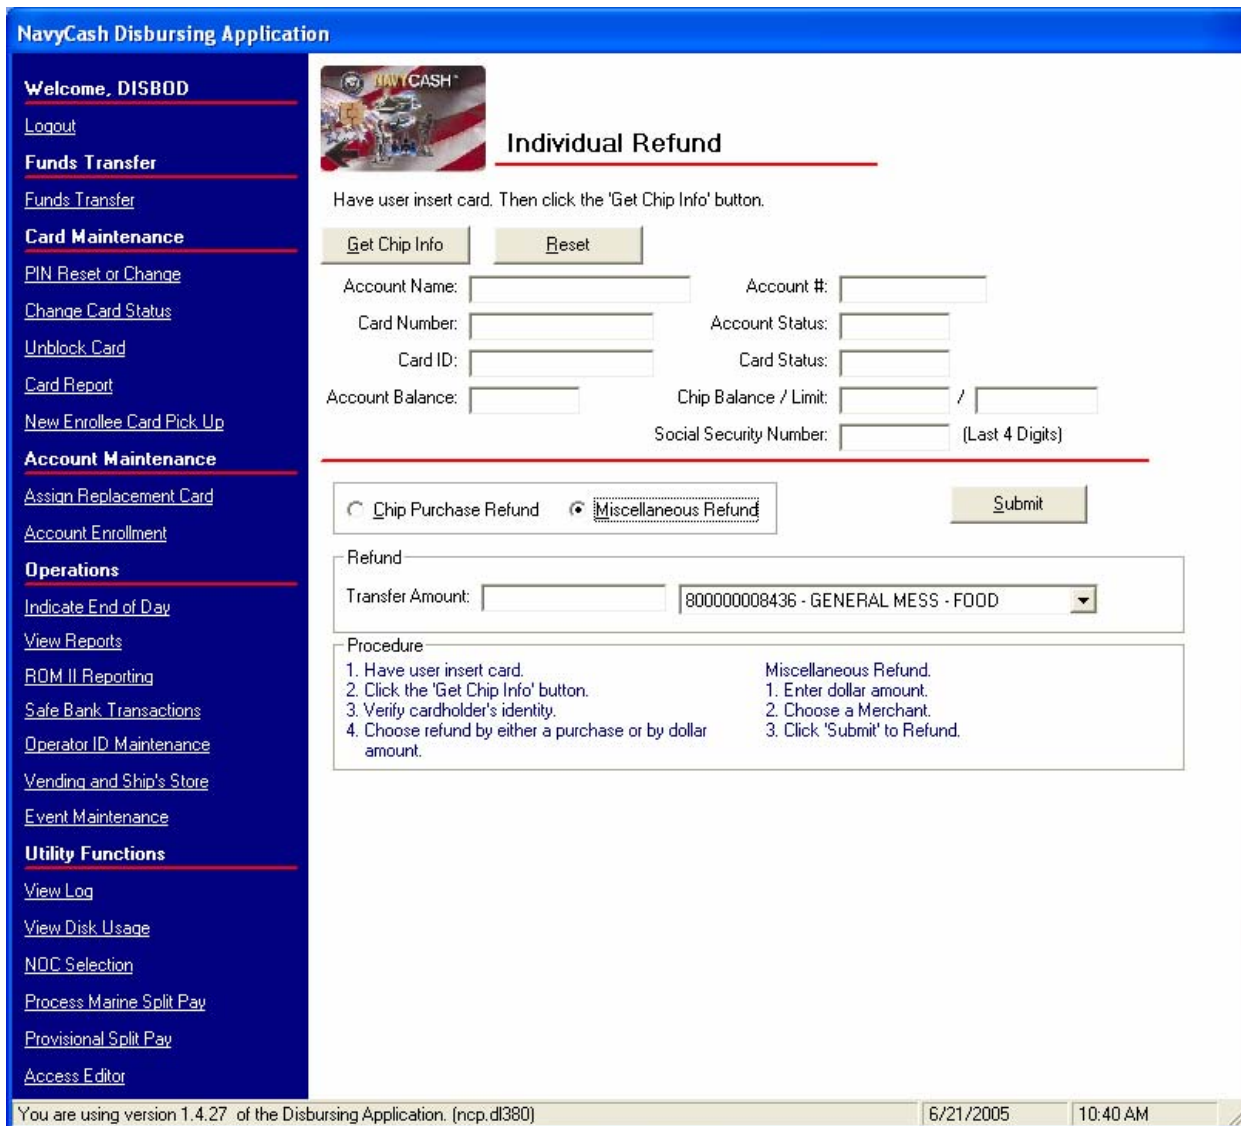 NavyCash Disbursing Application
Welcome, DISBOD
Logout
Funds Transfer
Funds Transfer
Card Maintenance
PIN Reset or Change
Change Card Status
Unblock Card
Card Report
New Enrollee Card Pick Up
Account Maintenance
Assign Replacement Card
Account Enrollment
Operations
Indicate End of Day
View Reports
ROM II Reporting
Safe Bank Transactions
Operator ID Maintenance
Vending and Ship's Store
Event Maintenance
Utility Functions
View Log
View Disk Usage
NOC Selection
Process Marine Split Pay
Provisional Split Pay
Access Editor
NAVYCASH™
Individual Refund
Have user insert card. Then click the 'Get Chip Info' button.
Get Chip Info Reset
Account Name: Account #:
Card Number: Account Status:
Card ID: Card Status:
Account Balance: Chip Balance / Limit: /
Social Security Number: (Last 4 Digits)
Chip Purchase Refund Miscellaneous Refund Submit
Refund
Transfer Amount: 800000008436 - GENERAL MESS - FOOD
Procedure
1. Have user insert card.
2. Click the 'Get Chip Info' button.
3. Verify cardholder's identity.
4. Choose refund by either a purchase or by dollar
amount.
Miscellaneous Refund.
1. Enter dollar amount.
2. Choose a Merchant.
3. Click 'Submit' to Refund.
You are using version 1.4.27 of the Disbursing Application. (ncp.dl380) 6/21/2005 10:40 AM